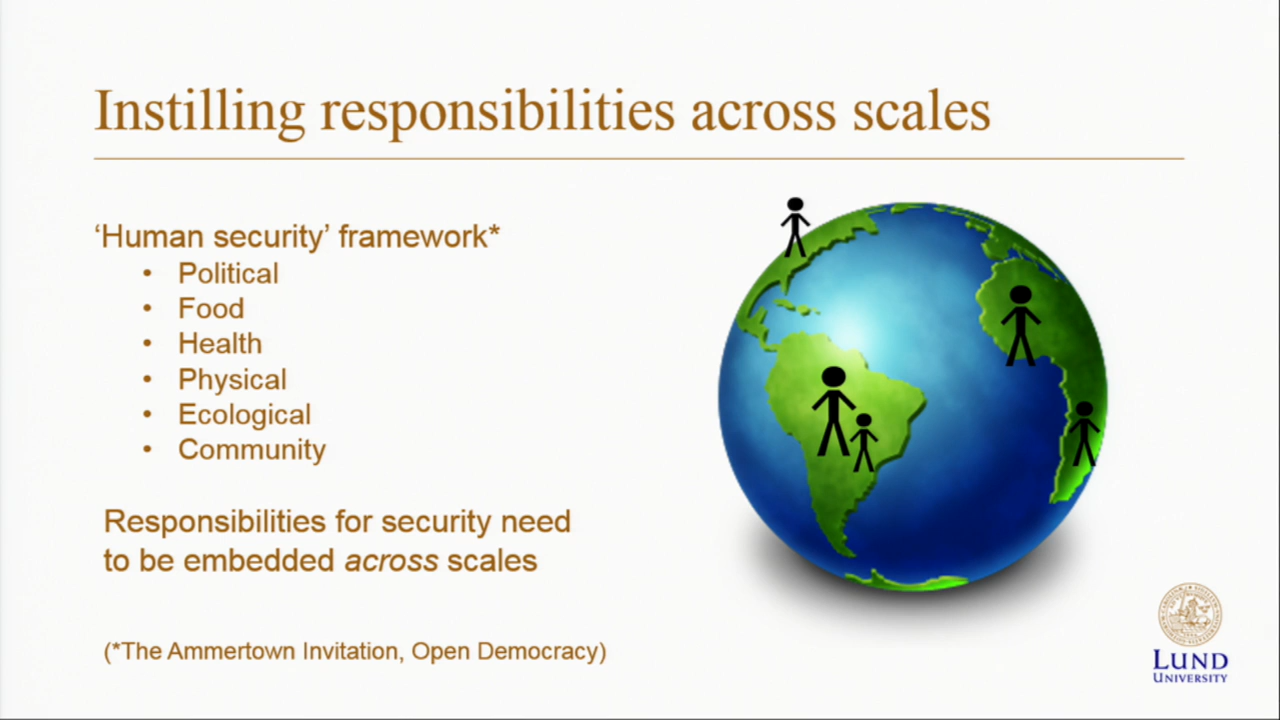 Instilling responsibilities across scales
‘Human security’ framework*
• Political
• Food
• Health
• Physical
• Ecological
• Community
Responsibilities for security need
to be embedded across scales
(*The Ammertown Invitation, Open Democracy)
LUND
UNIVERSITY